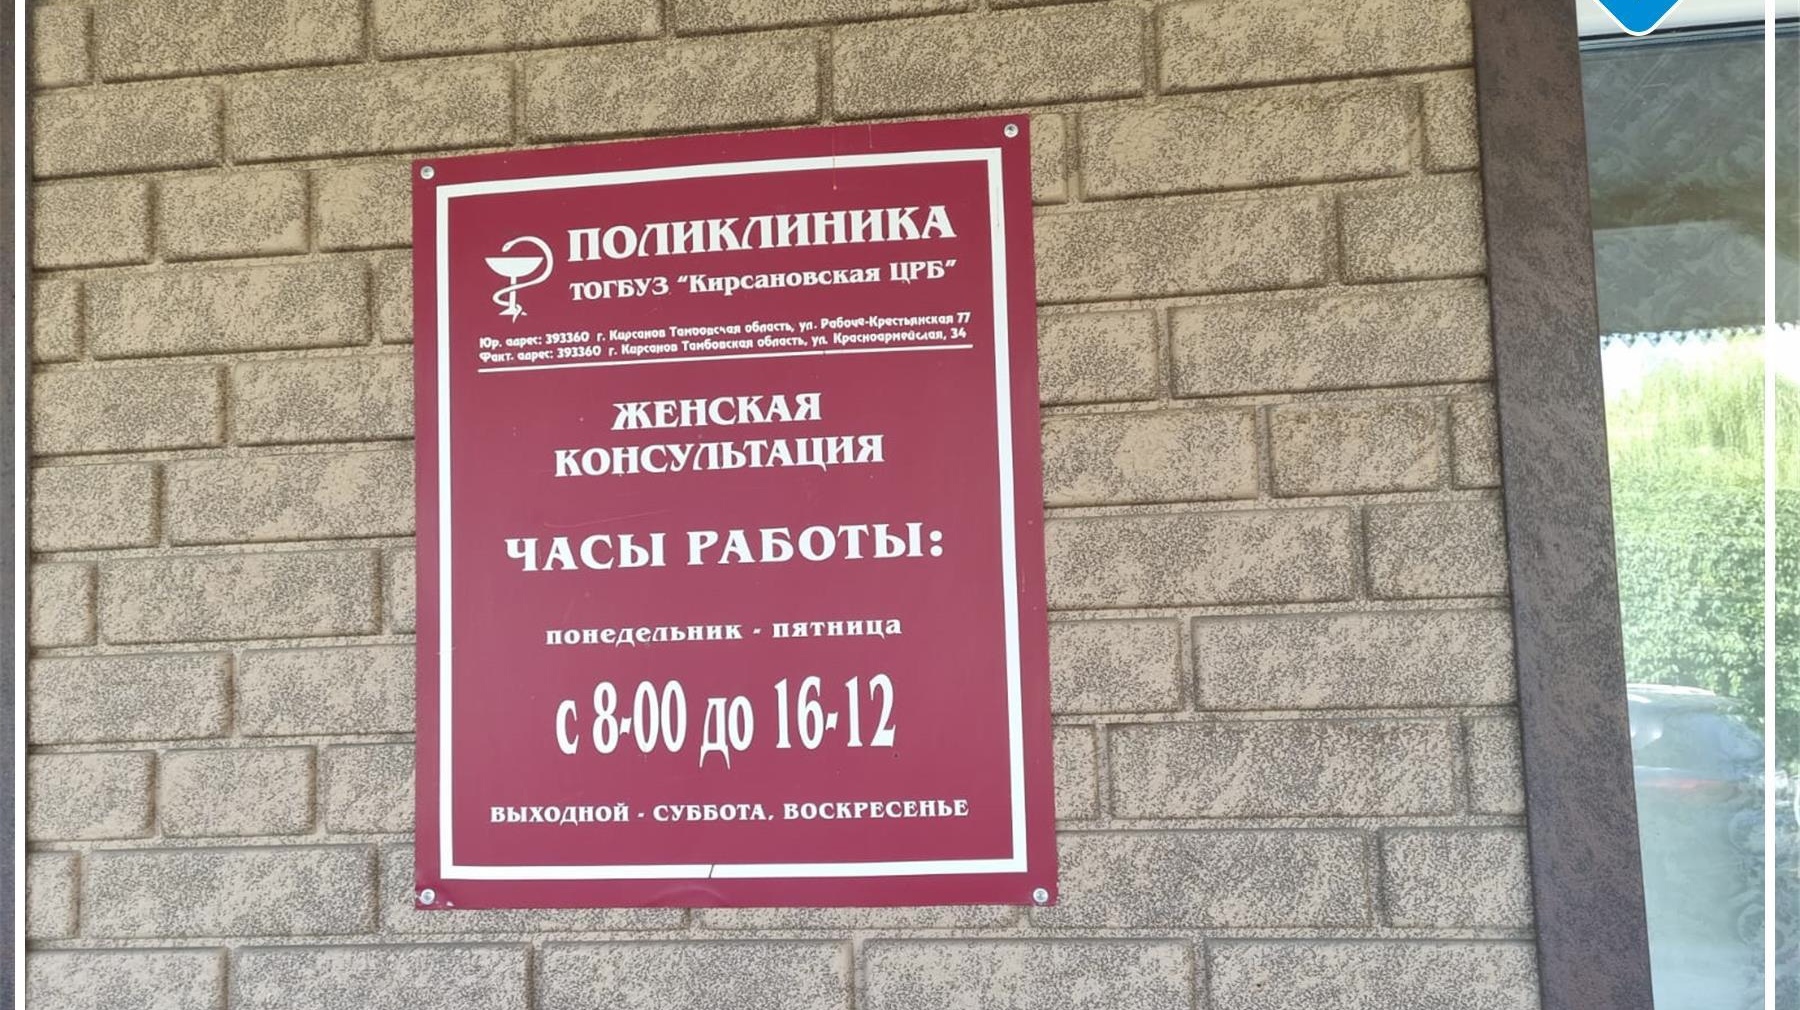 ПОЛИКЛИНИКА
ТОГБУЗ "Кирсановская ЦРБ"
Юр. адрес: 393360 г. Кирсанов Тамбовская область, ул. Рабоче-Крестьянская 77
Факт. адрес: 393360 г. Кирсанов Тамбовская область, ул. Красноармейская, 34
ЖЕНСКАЯ
КОНСУЛЬТАЦИЯ
ЧАСЫ РАБОТЫ:
понедельник - пятница
с 8-00 до 16-12
ВЫХОДНОЙ - СУББОТА, ВОСКРЕСЕНЬЕ